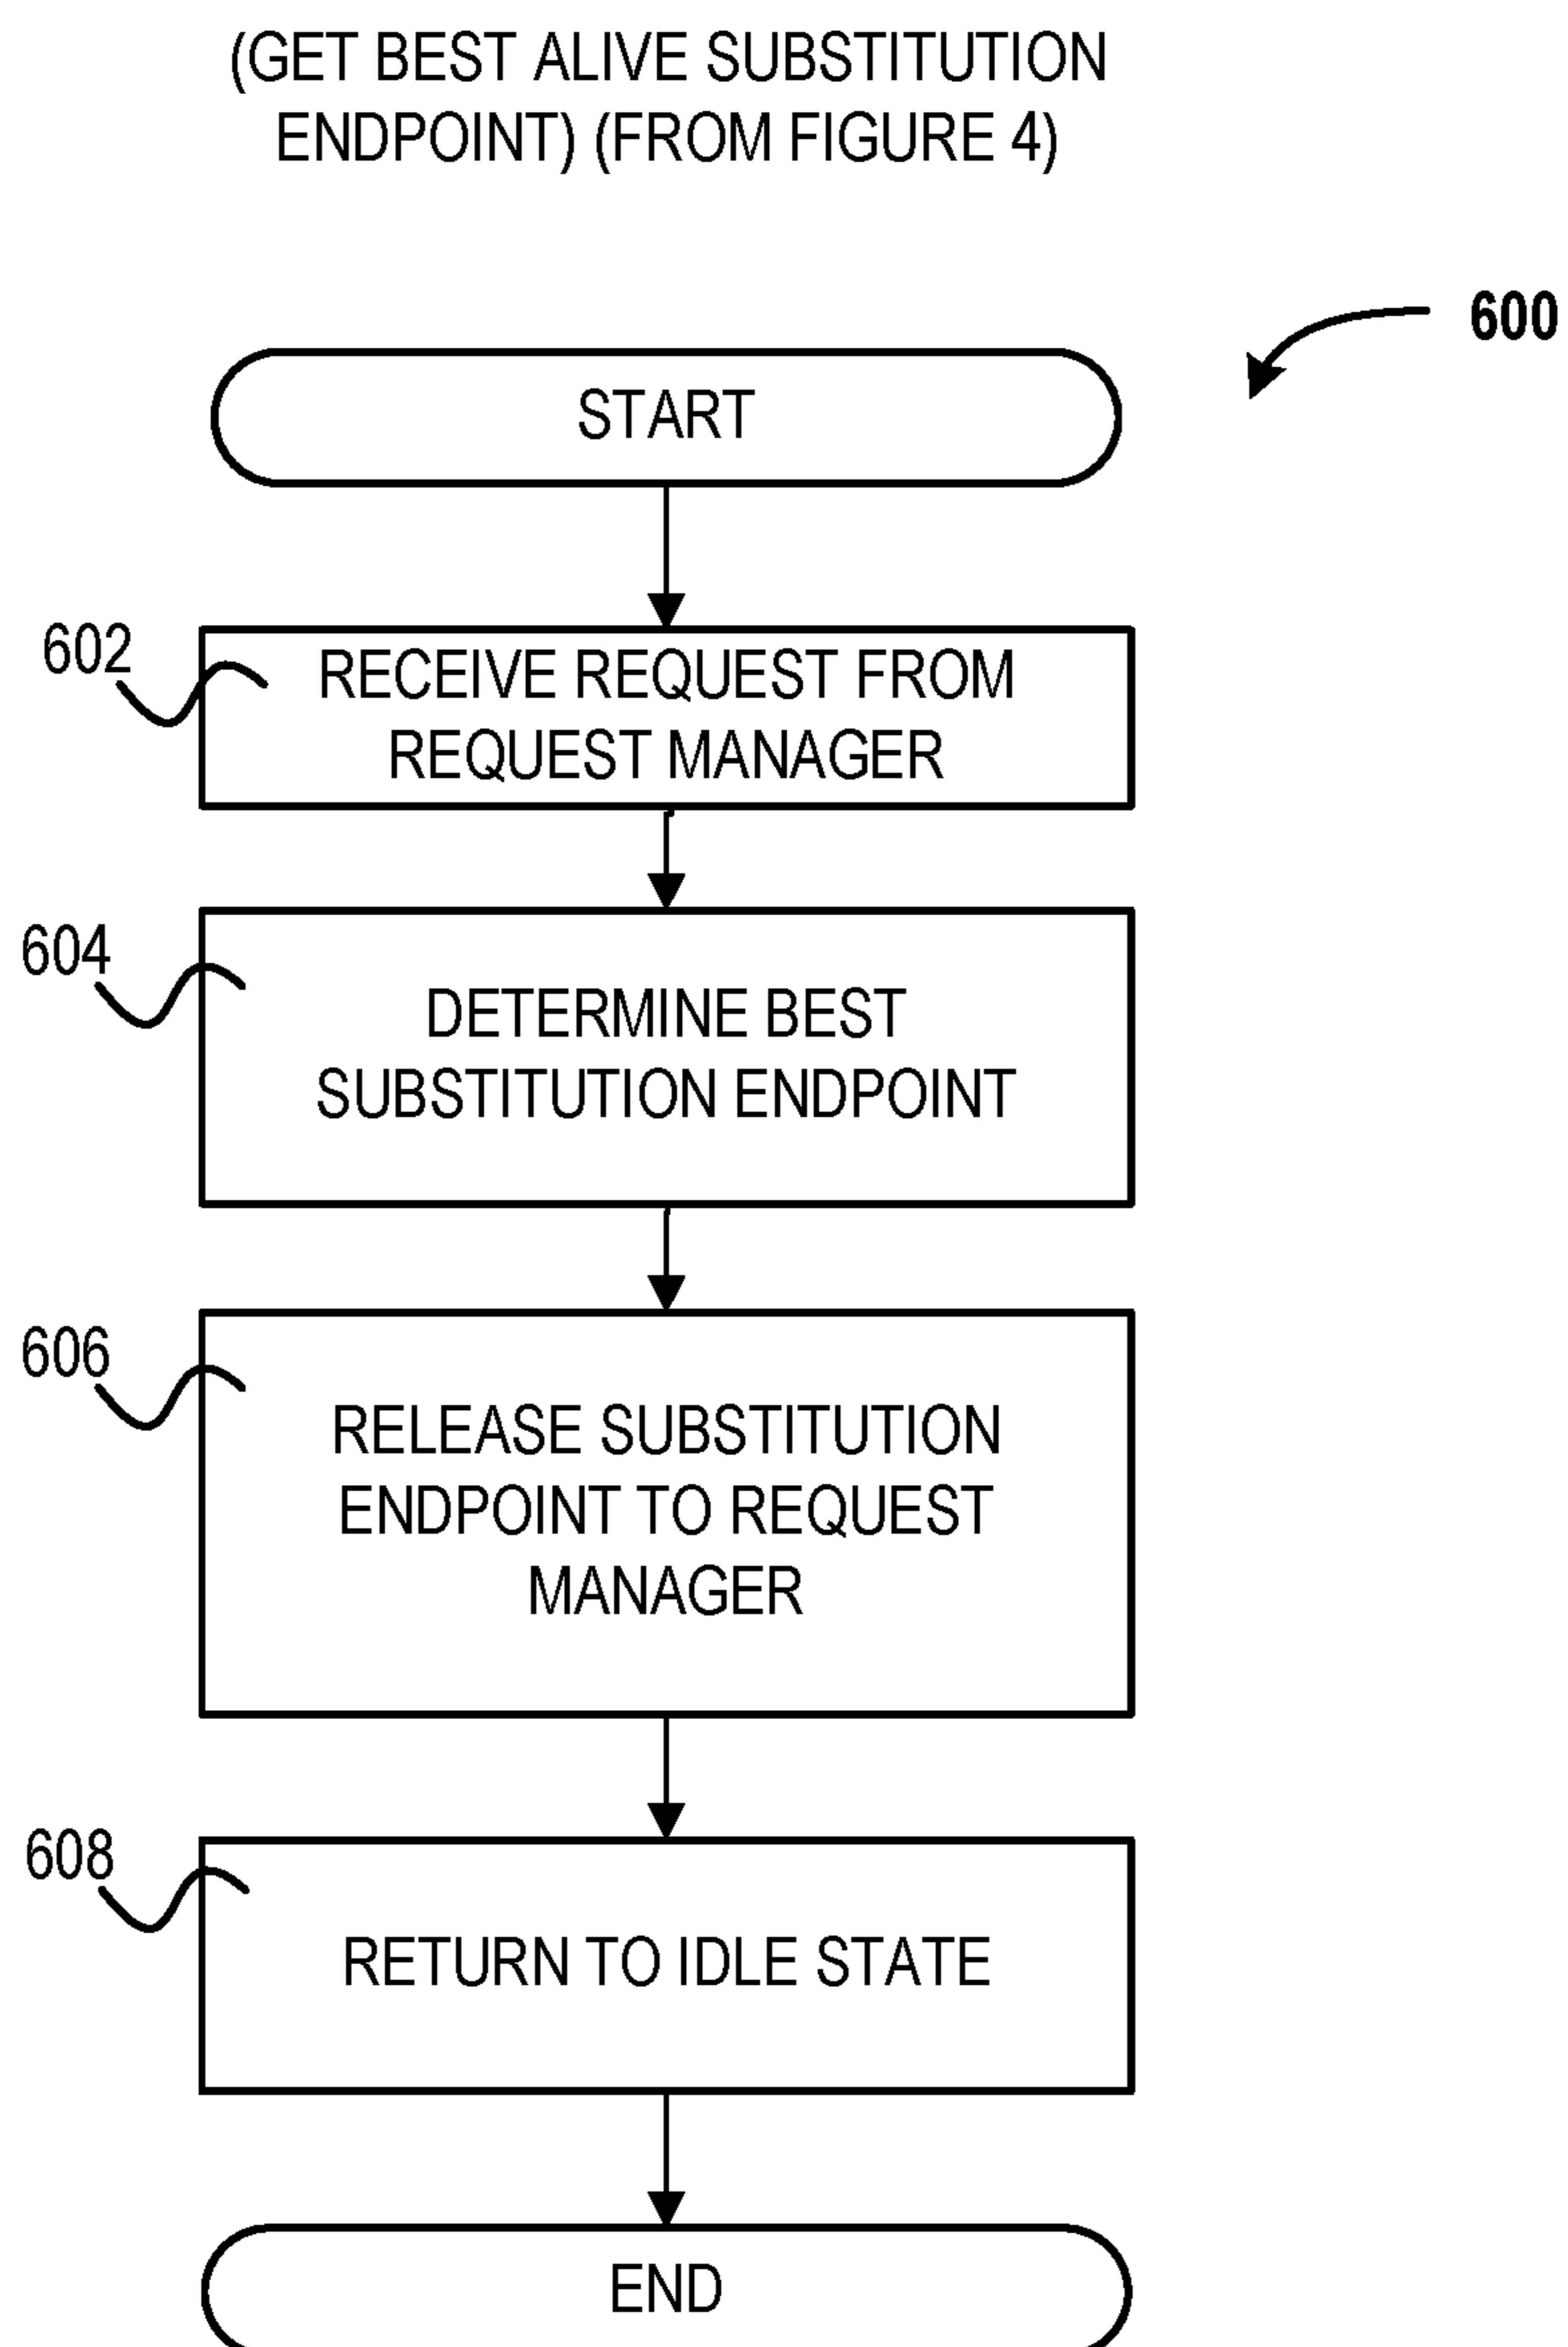 (GET BEST ALIVE SUBSTITUTION
ENDPOINT) (FROM FIGURE 4)
600
START
602
RECEIVE REQUEST FROM
REQUEST MANAGER
604
DETERMINE BEST
SUBSTITUTION ENDPOINT
606
RELEASE SUBSTITUTION
ENDPOINT TO REQUEST
MANAGER
608
RETURN TO IDLE STATE
END